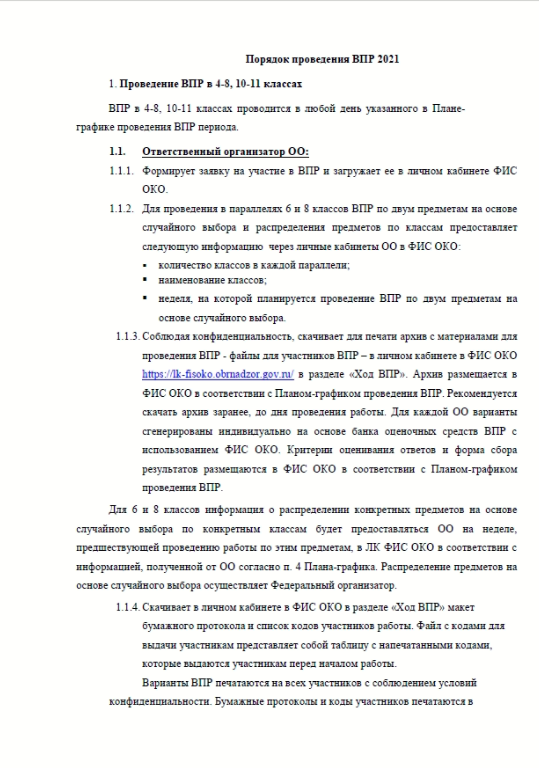 Порядок проведения ВПР 2021
1. Проведение ВПР в 4-8, 10-11 классах
ВПР в 4-8, 10-11 классах проводится в любой день указанного в Плане-
графике проведения ВПР периода.
1.1. Ответственный организатор ОО:
1.1.1. Формирует заявку на участие в ВПР и загружает ее в личном кабинете ФИС
ОКО.
1.1.2. Для проведения в параллелях 6 и 8 классов ВПР по двум предметам на основе
случайного выбора и распределения предметов по классам предоставляет
следующую информацию через личные кабинеты ОО в ФИС ОКО:
▪ количество классов в каждой параллели;
▪ наименование классов;
▪ неделя, на которой планируется проведение ВПР по двум предметам на
основе случайного выбора.
1.1.3. Соблюдая конфиденциальность, скачивает для печати архив с материалами для
проведения ВПР - файлы для участников ВПР – в личном кабинете в ФИС ОКО
https://lk-fisoko.obrnadzor.gov.ru/ в разделе «Ход ВПР». Архив размещается в
ФИС ОКО в соответствии с Планом-графиком проведения ВПР. Рекомендуется
скачать архив заранее, до дня проведения работы. Для каждой ОО варианты
сгенерированы индивидуально на основе банка оценочных средств ВПР с
использованием ФИС ОКО. Критерии оценивания ответов и форма сбора
результатов размещаются в ФИС ОКО в соответствии с Планом-графиком
проведения ВПР.
Для 6 и 8 классов информация о распределении конкретных предметов на основе
случайного выбора по конкретным классам будет предоставляться ОО на неделе,
предшествующей проведению работы по этим предметам, в ЛК ФИС ОКО в соответствии с
информацией, полученной от ОО согласно п. 4 Плана-графика. Распределение предметов на
основе случайного выбора осуществляет Федеральный организатор.
1.1.4. Скачивает в личном кабинете в ФИС ОКО в разделе «Ход ВПР» макет
бумажного протокола и список кодов участников работы. Файл с кодами для
выдачи участникам представляет собой таблицу с напечатанными кодами,
которые выдаются участникам перед началом работы.
Варианты ВПР печатаются на всех участников с соблюдением условий
конфиденциальности. Бумажные протоколы и коды участников печатаются в